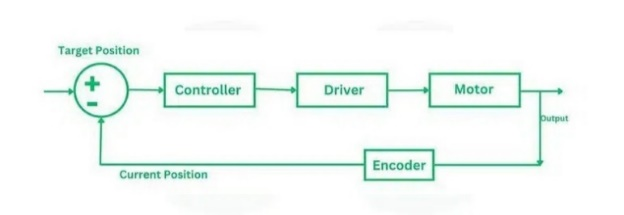 Target Position
+
-
Controller
Driver
Motor
Output
Encoder
Current Position